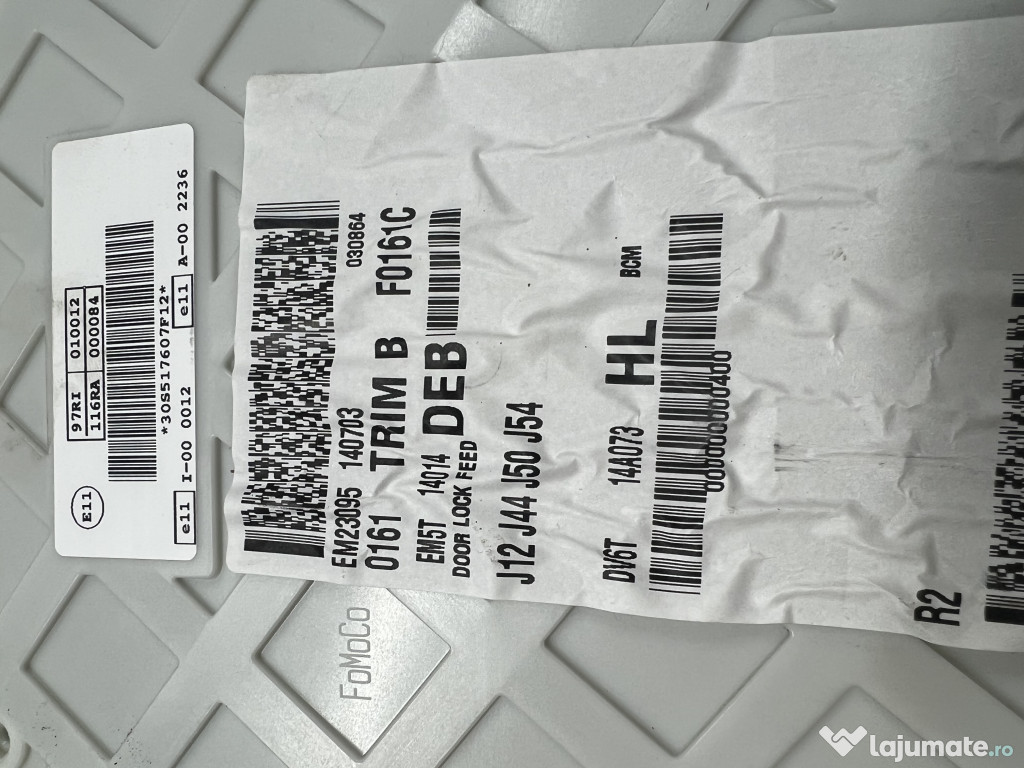 E11
97RI 010012
116RA 000084
*30S517607F12*
e11 I-00 0012 e11 A-00 2236
EM23095 140703 030864
0161 TRIM B F0161C
EM5T 14014 DEB
DOOR LOCK FEED
J12 J44 J50 J54
DV6T 14A073 HL BCM
000000000400
R2
FoMoCo
lajumate.ro